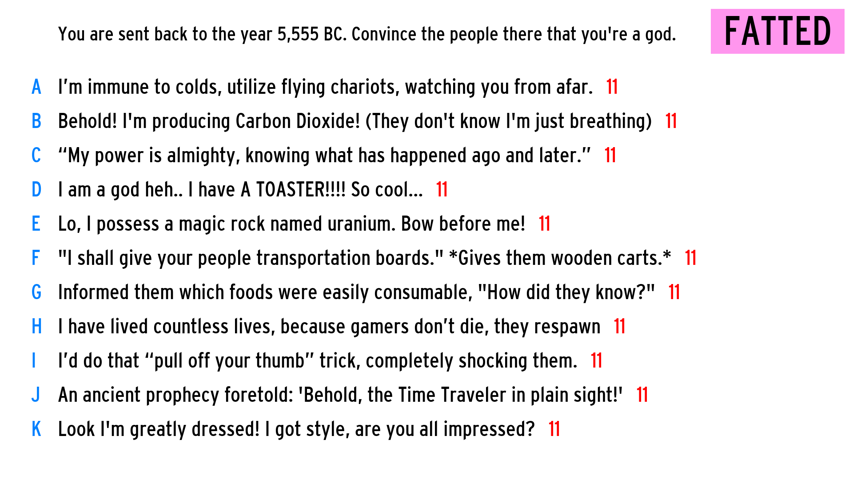 You are sent back to the year 5,555 BC. Convince the people there that you're a god.
FATTED
A I’m immune to colds, utilize flying chariots, watching you from afar. 11
B Behold! I'm producing Carbon Dioxide! (They don't know I'm just breathing) 11
C “My power is almighty, knowing what has happened ago and later.” 11
D I am a god heh.. I have A TOASTER!!!! So cool... 11
E Lo, I possess a magic rock named uranium. Bow before me! 11
F "I shall give your people transportation boards." *Gives them wooden carts.* 11
G Informed them which foods were easily consumable, "How did they know?" 11
H I have lived countless lives, because gamers don’t die, they respawn 11
I I’d do that “pull off your thumb” trick, completely shocking them. 11
J An ancient prophecy foretold: 'Behold, the Time Traveler in plain sight!' 11
K Look I'm greatly dressed! I got style, are you all impressed? 11